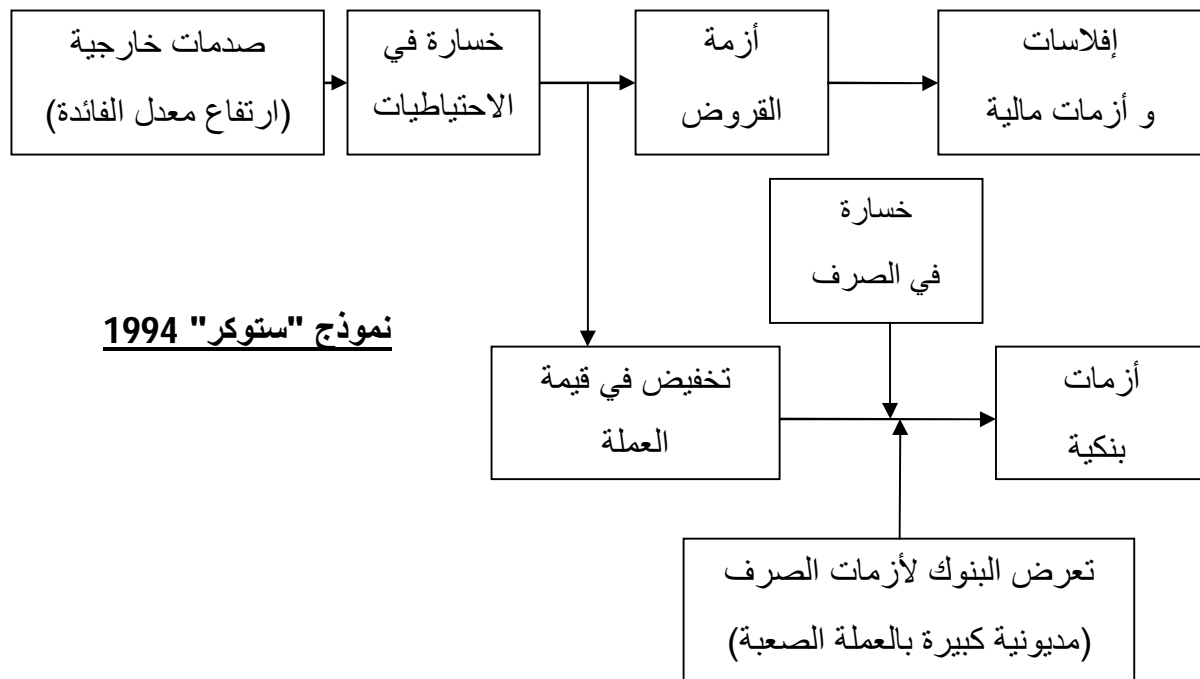 صدمات خارجية
(ارتفاع معدل الفائدة)
خسارة في
الاحتياطيات
أزمة
القروض
إفلاسات
و أزمات مالية
خسارة
في الصرف
نموذج "ستوكر" 1994
تخفيض في قيمة
العملة
أزمات
بنكية
تعرض البنوك لأزمات الصرف
(مديونية كبيرة بالعملة الصعبة)